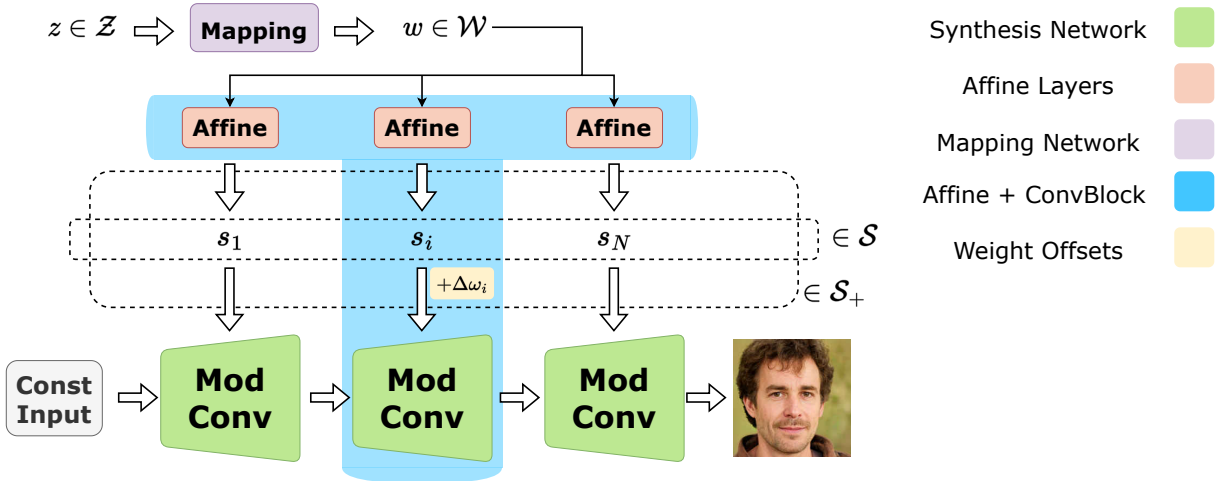 z ∈ 𝒵
Mapping
w ∈ 𝒲
Affine
Affine
Affine
s₁
sᵢ
s_N
∈ 𝒮
+Δωᵢ
∈ 𝒮₊
Const
Input
Mod
Conv
Mod
Conv
Mod
Conv
Synthesis Network
Affine Layers
Mapping Network
Affine + ConvBlock
Weight Offsets